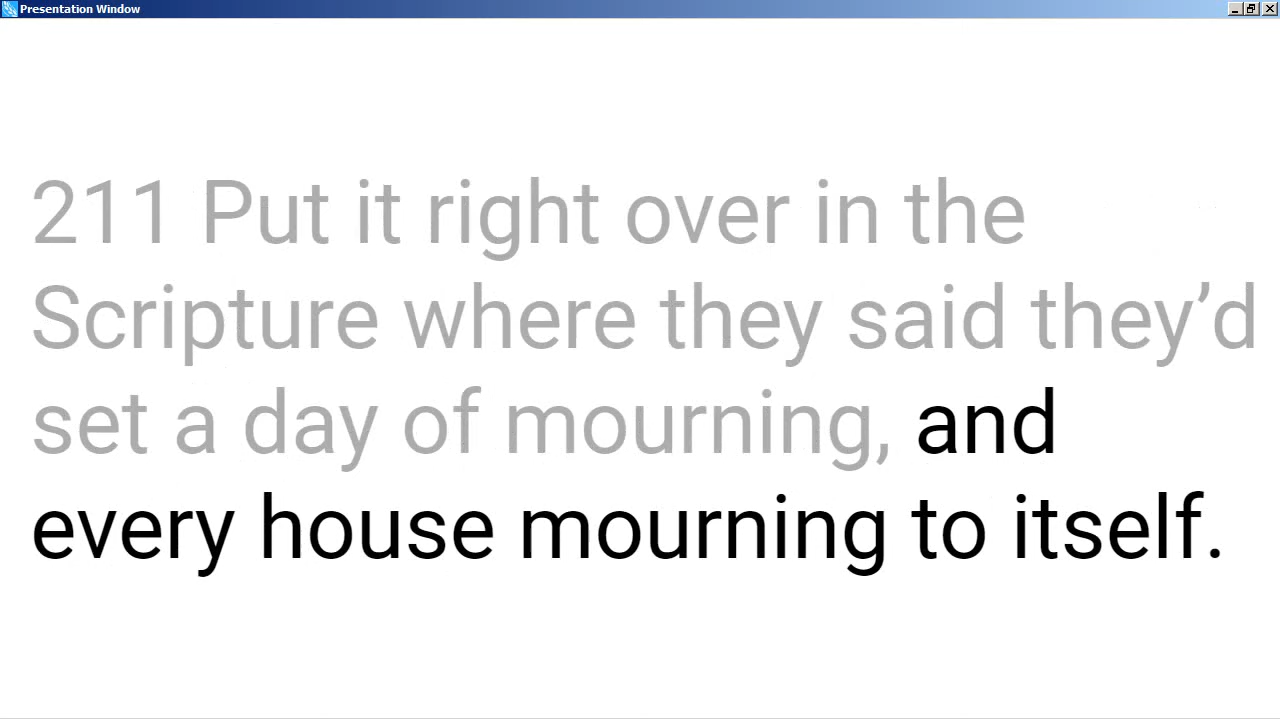 Presentation Window
211 Put it right over in the
Scripture where they said they’d
set a day of mourning, and
every house mourning to itself.